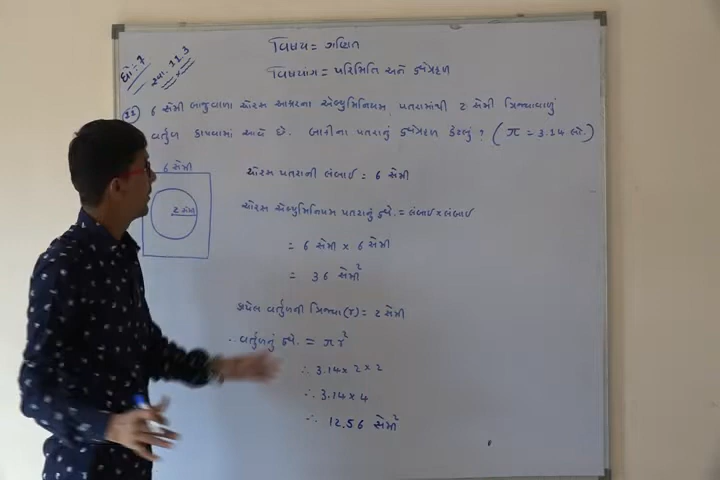 વિષય = ગણિત
ધો: 7
સ્વા. 11.3
વિષયાંગ = પરિમિતિ અને ક્ષેત્રફળ
(11) 6 સેમી બાજુવાળા ચોરસ આકારના એલ્યુમિનિયમ પતરામાંથી 2 સેમી ત્રિજ્યાવાળું
વર્તુળ કાપવામાં આવે છે. બાકીના પતરાનું ક્ષેત્રફળ કેટલું ? ( π = 3.14 લો.)
6 સેમી
2 સેમી
ચોરસ પતરાની લંબાઈ = 6 સેમી
ચોરસ એલ્યુમિનિયમ પતરાનું ક્ષે. = લંબાઈ × લંબાઈ
= 6 સેમી × 6 સેમી
= 36 સેમી²
કાપેલ વર્તુળની ત્રિજ્યા (r) = 2 સેમી
∴ વર્તુળનું ક્ષે. = πr²
∴ 3.14 × 2 × 2
∴ 3.14 × 4
∴ 12.56 સેમી²